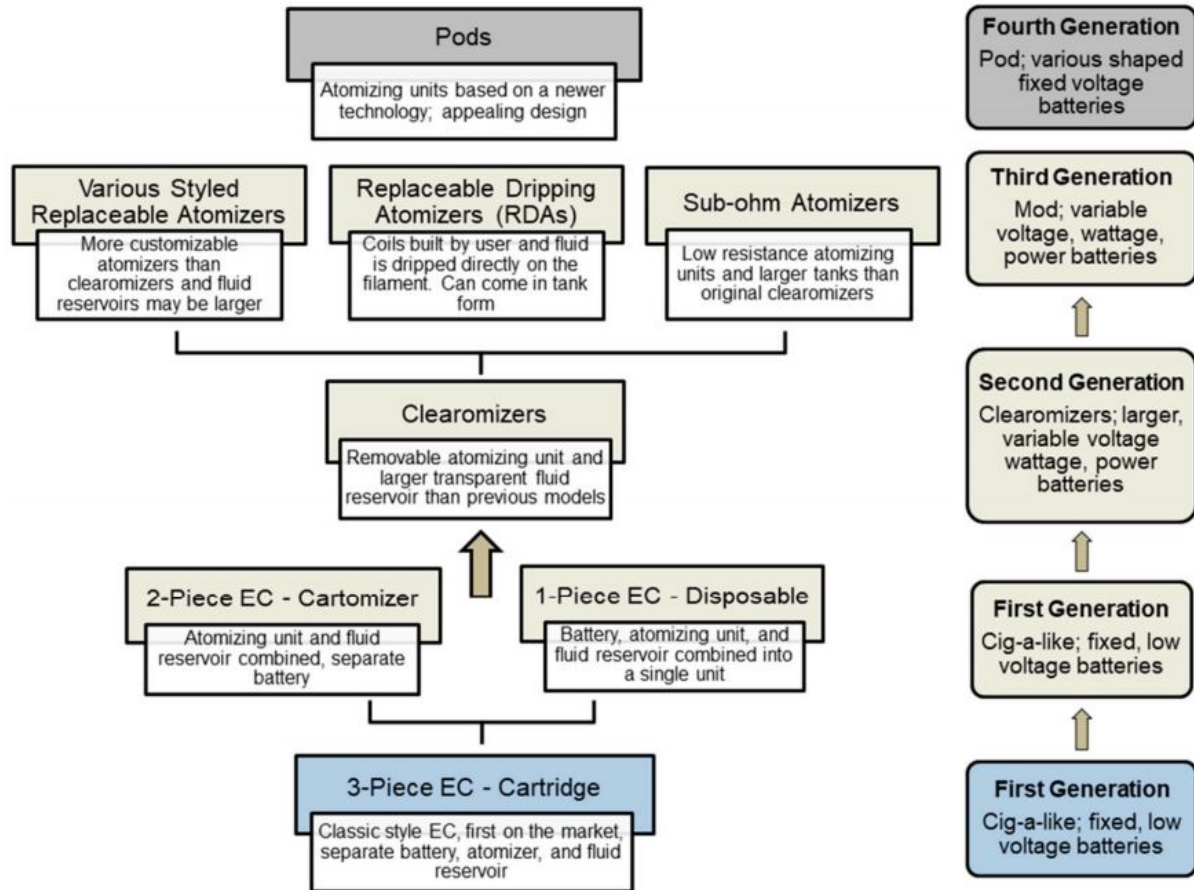 Pods
Atomizing units based on a newer
technology; appealing design
Fourth Generation
Pod; various shaped
fixed voltage
batteries
Various Styled
Replaceable Atomizers
More customizable
atomizers than
clearomizers and fluid
reservoirs may be larger
Replaceable Dripping
Atomizers (RDAs)
Coils built by user and fluid
is dripped directly on the
filament. Can come in tank
form
Sub-ohm Atomizers
Low resistance atomizing
units and larger tanks than
original clearomizers
Third Generation
Mod; variable
voltage, wattage,
power batteries
Clearomizers
Removable atomizing unit and
larger transparent fluid
reservoir than previous models
Second Generation
Clearomizers; larger,
variable voltage
wattage, power
batteries
2-Piece EC - Cartomizer
Atomizing unit and fluid
reservoir combined, separate
battery
1-Piece EC - Disposable
Battery, atomizing unit, and
fluid reservoir combined into
a single unit
First Generation
Cig-a-like; fixed, low
voltage batteries
3-Piece EC - Cartridge
Classic style EC, first on the market,
separate battery, atomizer, and fluid
reservoir
First Generation
Cig-a-like; fixed, low
voltage batteries